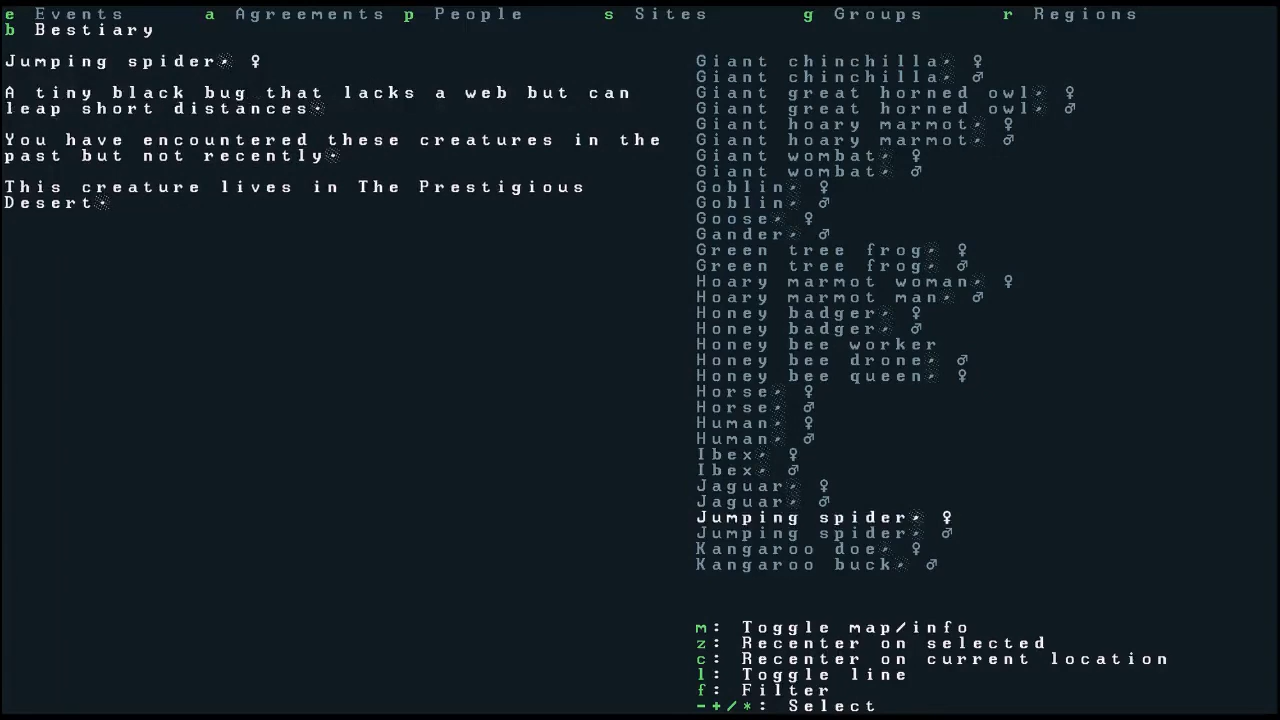 e Events a Agreements p People s Sites g Groups r Regions
b Bestiary
Jumping spider, ♀
A tiny black bug that lacks a web but can
leap short distances.
You have encountered these creatures in the
past but not recently.
This creature lives in The Prestigious
Desert.
Giant chinchilla, ♀
Giant chinchilla, ♂
Giant great horned owl, ♀
Giant great horned owl, ♂
Giant hoary marmot, ♀
Giant hoary marmot, ♂
Giant wombat, ♀
Giant wombat, ♂
Goblin, ♀
Goblin, ♂
Goose, ♀
Gander, ♂
Green tree frog, ♀
Green tree frog, ♂
Hoary marmot woman, ♀
Hoary marmot man, ♂
Honey badger, ♀
Honey badger, ♂
Honey bee worker
Honey bee drone, ♂
Honey bee queen, ♀
Horse, ♀
Horse, ♂
Human, ♀
Human, ♂
Ibex, ♀
Ibex, ♂
Jaguar, ♀
Jaguar, ♂
Jumping spider, ♀
Jumping spider, ♂
Kangaroo doe, ♀
Kangaroo buck, ♂
m: Toggle map/info
z: Recenter on selected
c: Recenter on current location
l: Toggle line
f: Filter
-+/*: Select